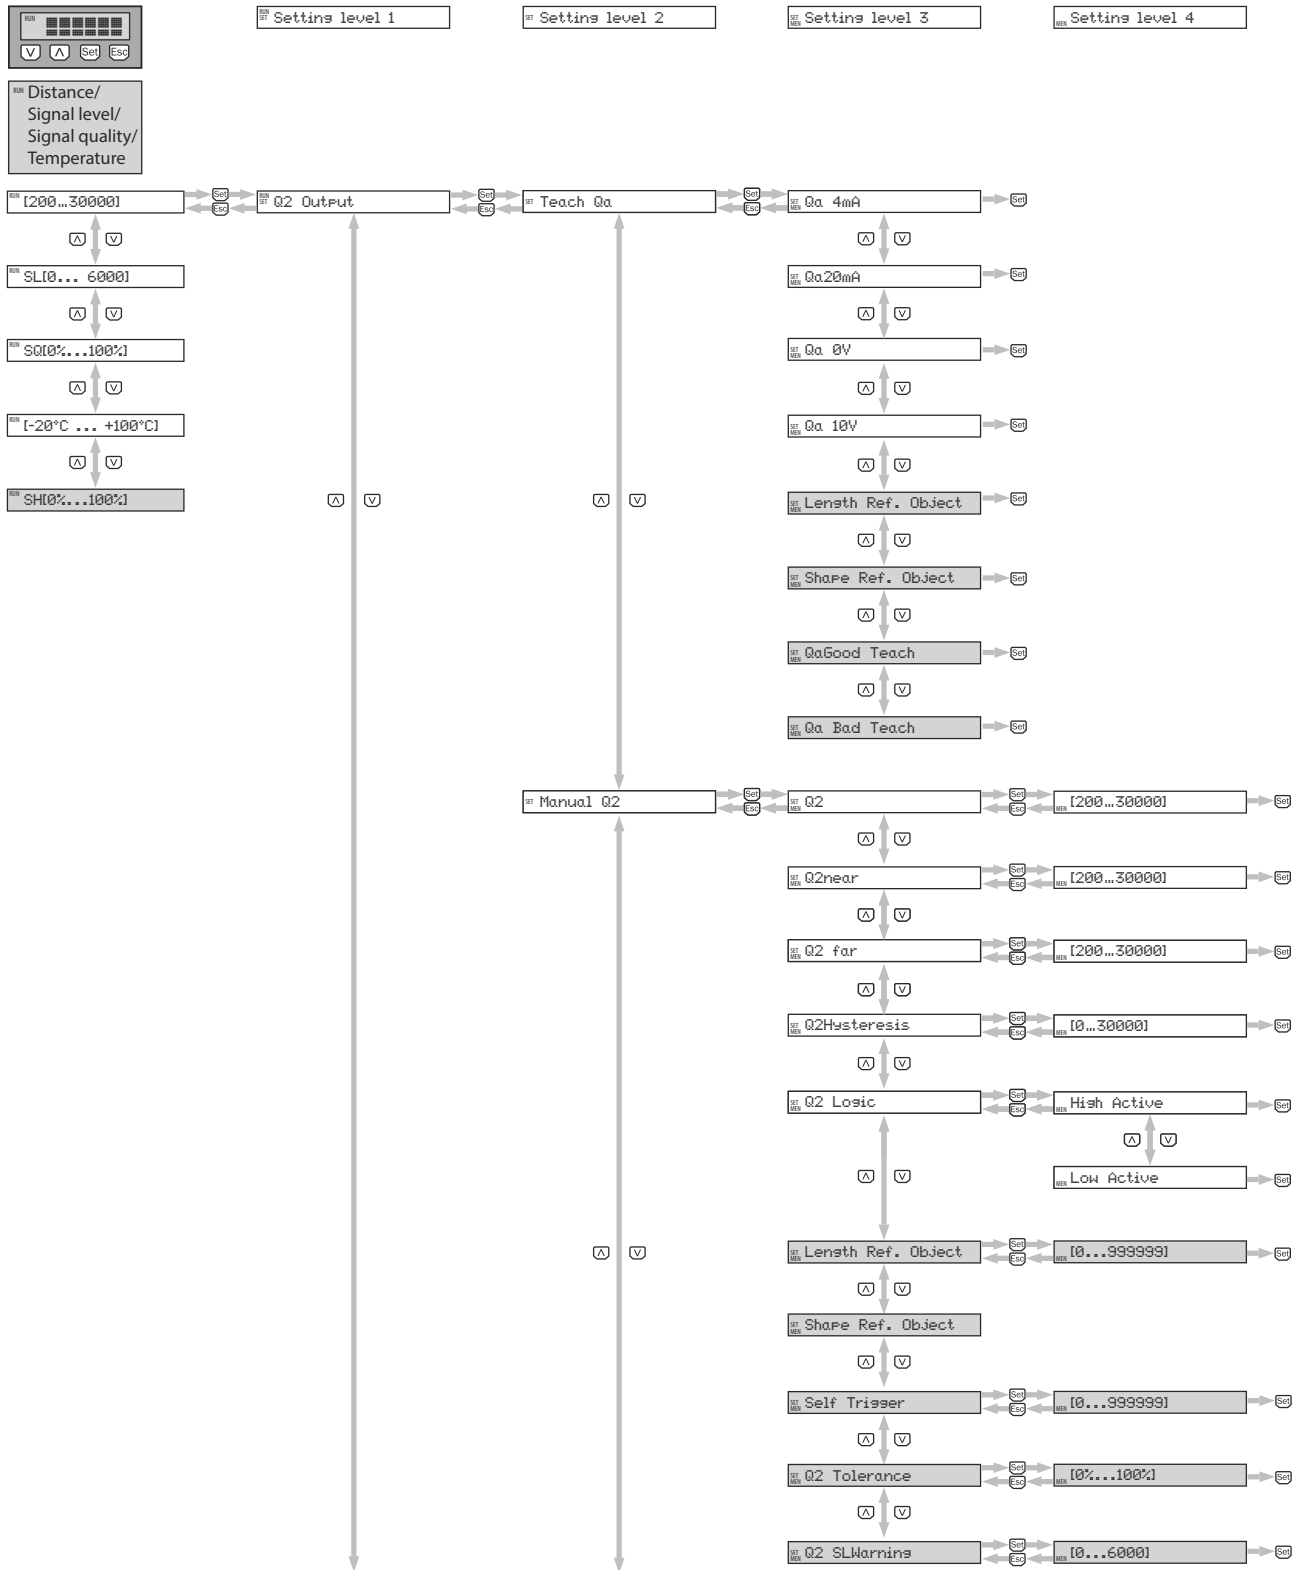 RUN
SET
Setting level 1
SET
Setting level 2
SET
MEN
Setting level 3
MEN
Setting level 4
RUN
Set
Esc
RUN
Distance/
Signal level/
Signal quality/
Temperature
RUN [200...30000]
Set
Esc
RUN
SET
Q2 Output
Set
Esc
SET Teach Qa
Set
Esc
SET
MEN
Qa 4mA
Set
RUN SL[0... 6000]
SET
MEN
Qa20mA
Set
RUN SQ[0%...100%]
SET
MEN
Qa 0V
Set
RUN [-20°C ... +100°C]
SET
MEN
Qa 10V
Set
RUN SH[0%...100%]
SET
MEN
Length Ref. Object
Set
SET
MEN
Shape Ref. Object
Set
SET
MEN
QaGood Teach
Set
SET
MEN
Qa Bad Teach
Set
SET Manual Q2
Set
Esc
SET
MEN
Q2
Set
Esc
MEN [200...30000]
Set
SET
MEN
Q2near
Set
Esc
MEN [200...30000]
Set
SET
MEN
Q2 far
Set
Esc
MEN [200...30000]
Set
SET
MEN
Q2Hysteresis
Set
Esc
MEN [0...30000]
Set
SET
MEN
Q2 Logic
Set
Esc
MEN High Active
Set
MEN Low Active
Set
SET
MEN
Length Ref. Object
Set
Esc
MEN [0...999999]
Set
SET
MEN
Shape Ref. Object
SET
MEN
Self Trigger
Set
Esc
MEN [0...999999]
Set
SET
MEN
Q2 Tolerance
Set
Esc
MEN [0%...100%]
Set
SET
MEN
Q2 SLWarning
Set
Esc
MEN [0...6000]
Set